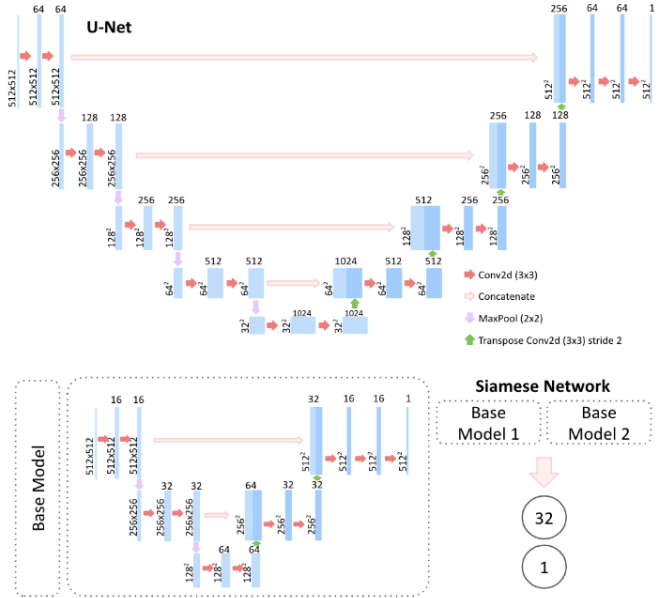 64 64
U-Net
256 64 64 1
512x512 512x512 512x512
512²
128 128
256 128 128
256x256 256x256 256x256
256² 256² 256²
256 256
512 256 256
128² 128² 128²
128² 128² 128²
512 512
1024 512 512
64² 64² 64²
64² 64² 64²
1024 1024
32² 32² 32²
Conv2d (3x3)
Concatenate
MaxPool (2x2)
Transpose Conv2d (3x3) stride 2
Base Model
16 16
32 16 16 1
512x512 512x512 512x512
512² 512² 512² 512²
32 32
64 32 32
256x256 256x256 256x256
256² 256² 256²
64 64
128² 128² 128²
Siamese Network
Base
Model 1
Base
Model 2
32
1